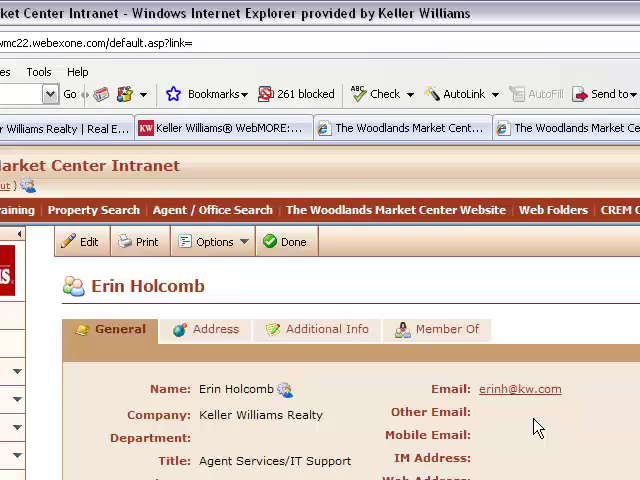 ket Center Intranet - Windows Internet Explorer provided by Keller Williams
wmc22.webexone.com/default.asp?link=
es Tools Help
Go Bookmarks 261 blocked Check AutoLink AutoFill Send to
r Williams Realty | Real E... KW Keller Williams® WebMORE:... The Woodlands Market Cent... The Woodlands Market Ce
arket Center Intranet
ut )
raining Property Search Agent / Office Search The Woodlands Market Center Website Web Folders CREM C
Edit Print Options Done
Erin Holcomb
General Address Additional Info Member Of
Name: Erin Holcomb Email: erinh@kw.com
Company: Keller Williams Realty Other Email:
Department: Mobile Email:
Title: Agent Services/IT Support IM Address: